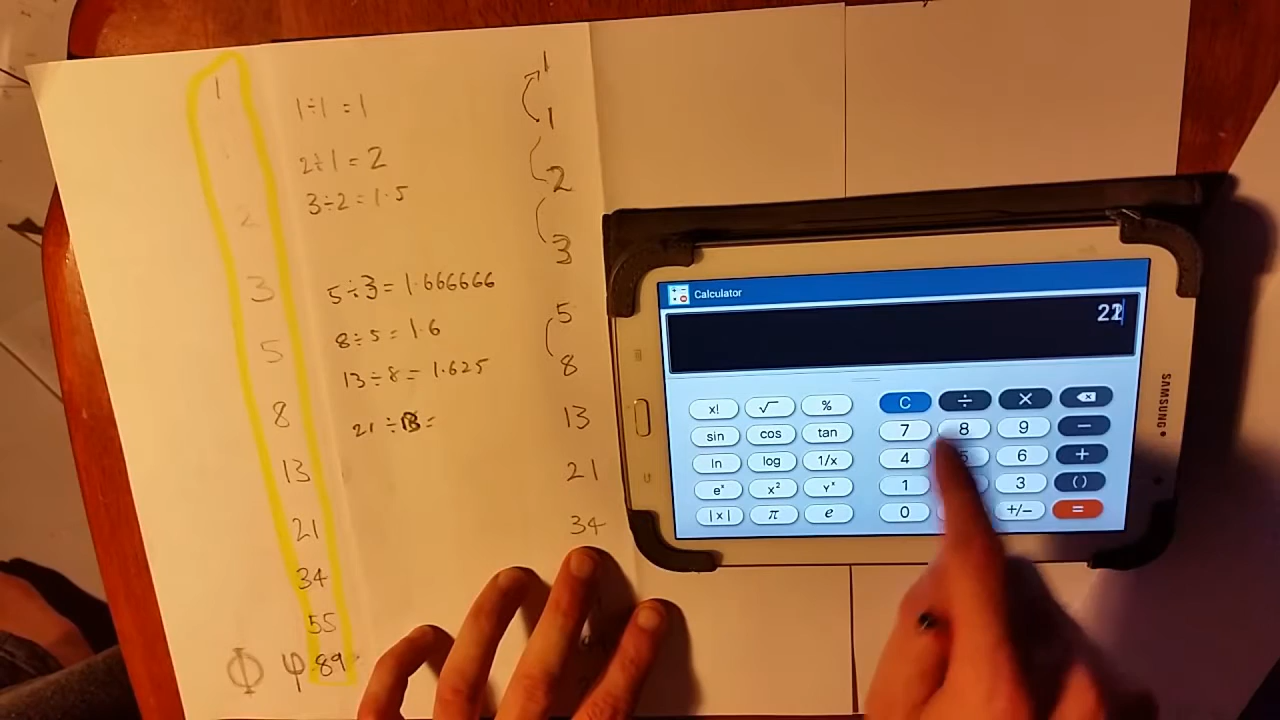 1
2
3
5
8
13
21
34
55
Φ φ 89
1÷1 = 1
2÷1 = 2
3÷2 = 1.5
5÷3 = 1.666666
8÷5 = 1.6
13÷8 = 1.625
21÷13 =
1
1
2
3
5
8
13
21
34
Calculator
x! √ % C ÷ ×
sin cos tan 7 8 9 −
ln log 1/x 4 5 6 +
eˣ x² Yˣ 1 3 ( )
|x| π e 0 +/− =
SAMSUNG